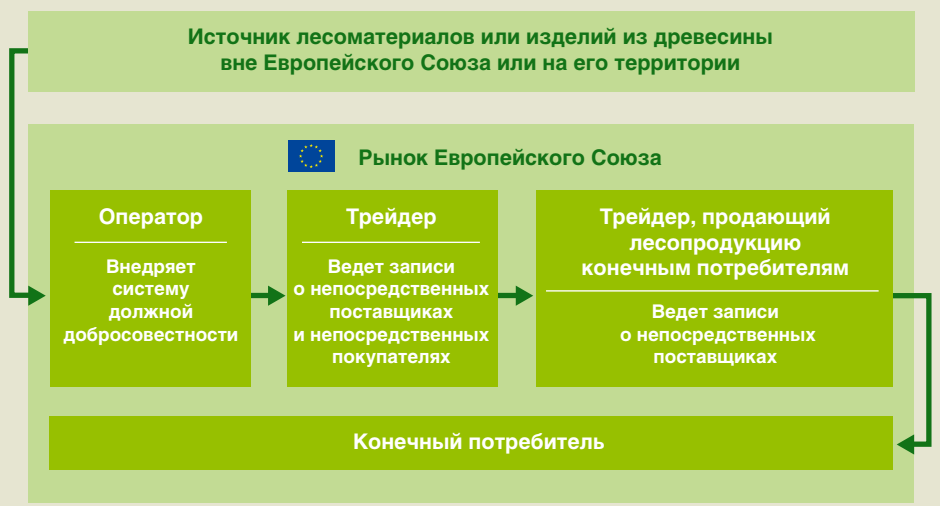 Источник лесоматериалов или изделий из древесины
вне Европейского Союза или на его территории
Рынок Европейского Союза
Оператор
Внедряет
систему
должной
добросовестности
Трейдер
Ведет записи
о непосредственных
поставщиках
и непосредственных
покупателях
Трейдер, продающий
лесопродукцию
конечным потребителям
Ведет записи
о непосредственных
поставщиках
Конечный потребитель